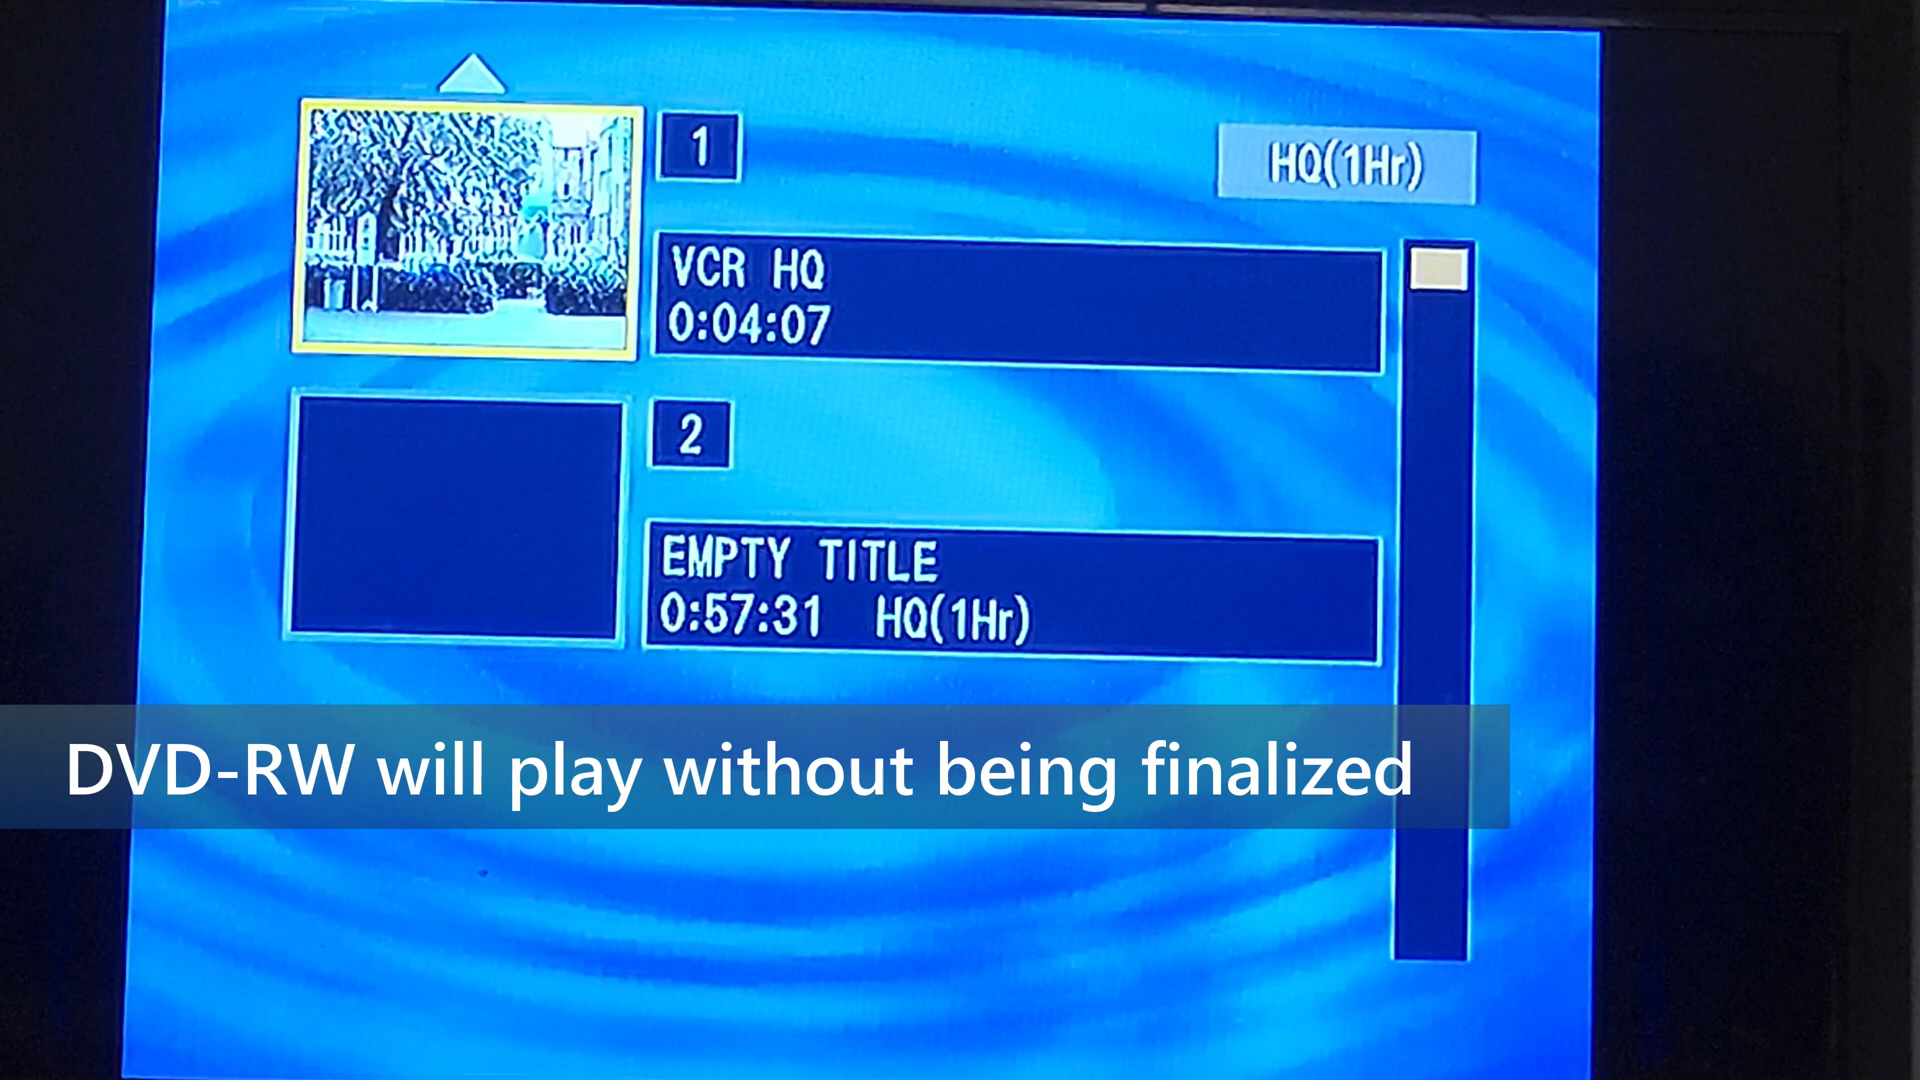 1
HQ(1Hr)
VCR HQ
0:04:07
2
EMPTY TITLE
0:57:31 HQ(1Hr)
DVD-RW will play without being finalized